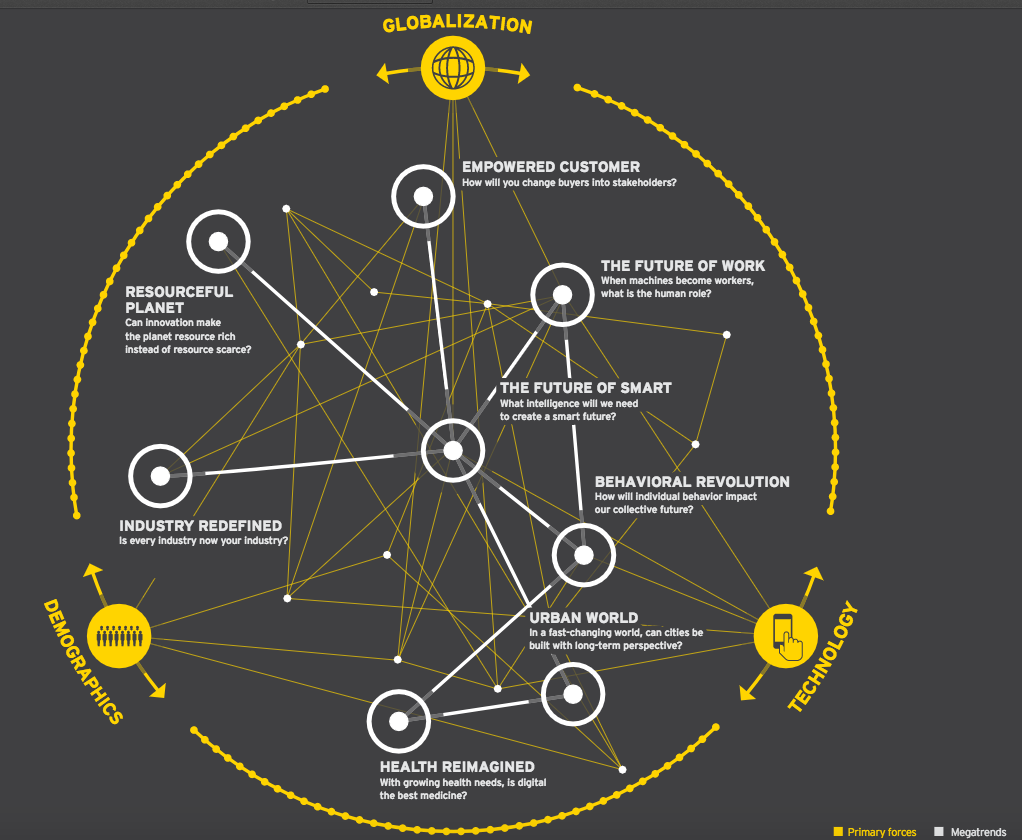 GLOBALIZATION
EMPOWERED CUSTOMER
How will you change buyers into stakeholders?
THE FUTURE OF WORK
When machines become workers,
what is the human role?
RESOURCEFUL
PLANET
Can innovation make
the planet resource rich
instead of resource scarce?
THE FUTURE OF SMART
What intelligence will we need
to create a smart future?
BEHAVIORAL REVOLUTION
How will individual behavior impact
our collective future?
INDUSTRY REDEFINED
Is every industry now your industry?
DEMOGRAPHICS
URBAN WORLD
In a fast-changing world, can cities be
built with long-term perspective?
TECHNOLOGY
HEALTH REIMAGINED
With growing health needs, is digital
the best medicine?
Primary forces
Megatrends